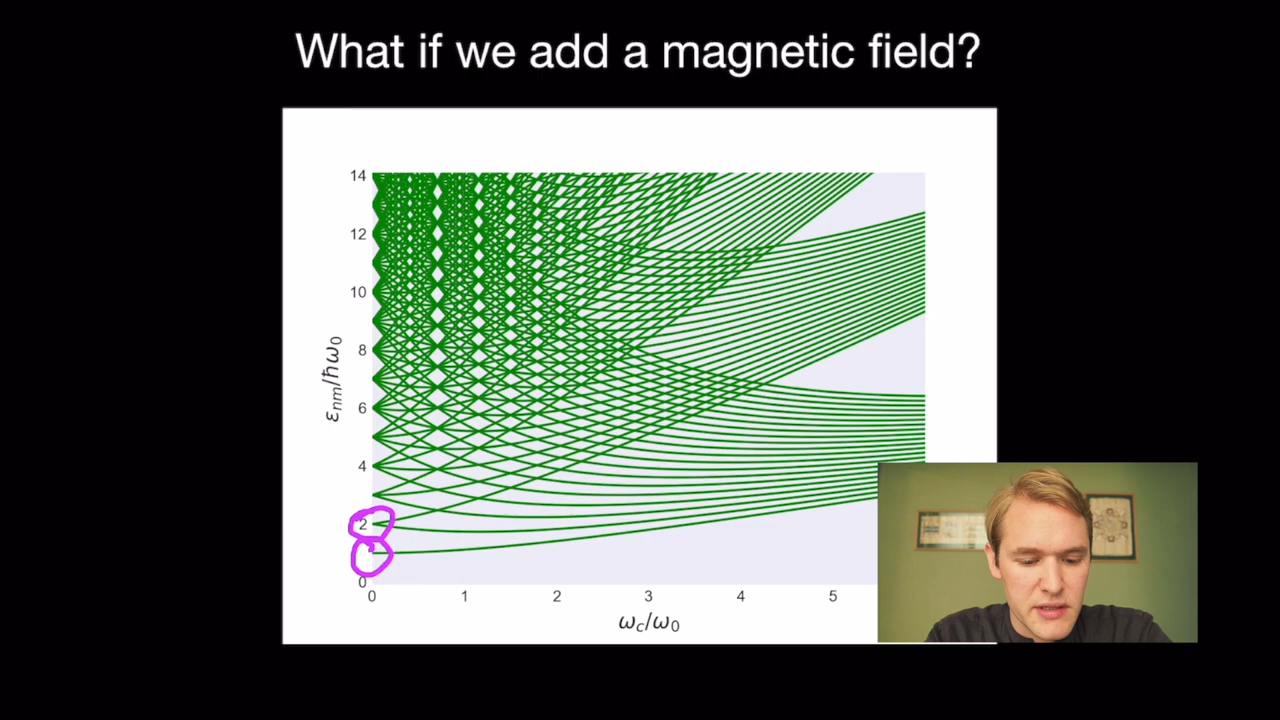 What if we add a magnetic field?
14
12
10
8
6
4
2
0
εnm/ℏω0
0 1 2 3 4 5
ωc/ω0